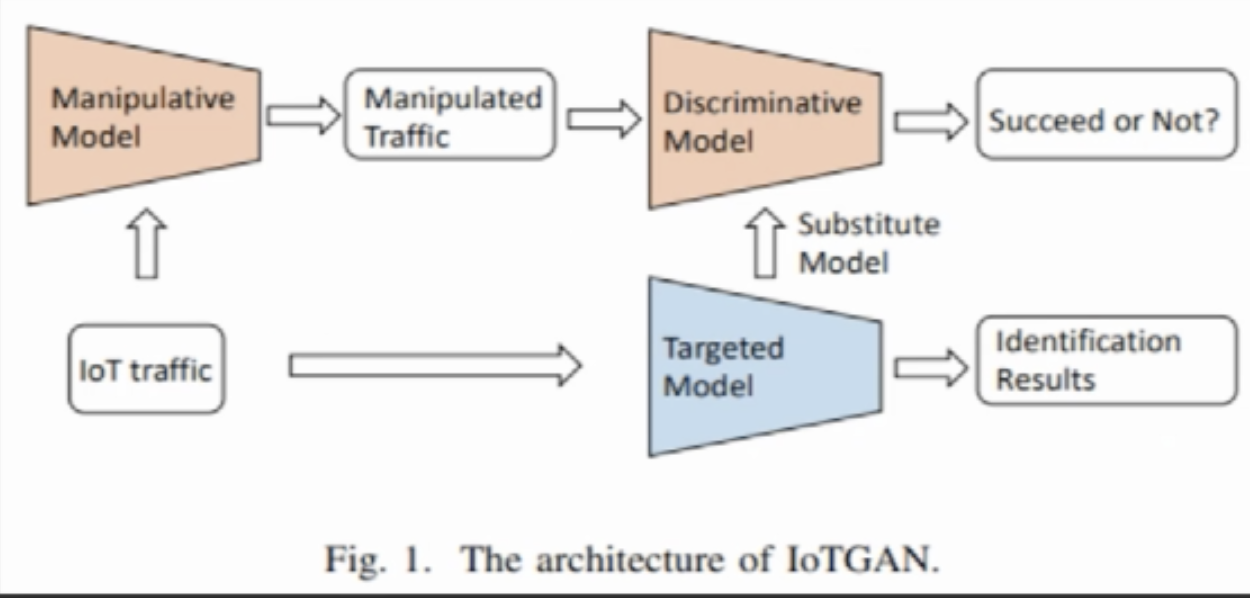 Manipulative
Model
Manipulated
Traffic
Discriminative
Model
Succeed or Not?
Substitute
Model
IoT traffic
Targeted
Model
Identification
Results
Fig. 1. The architecture of IoTGAN.